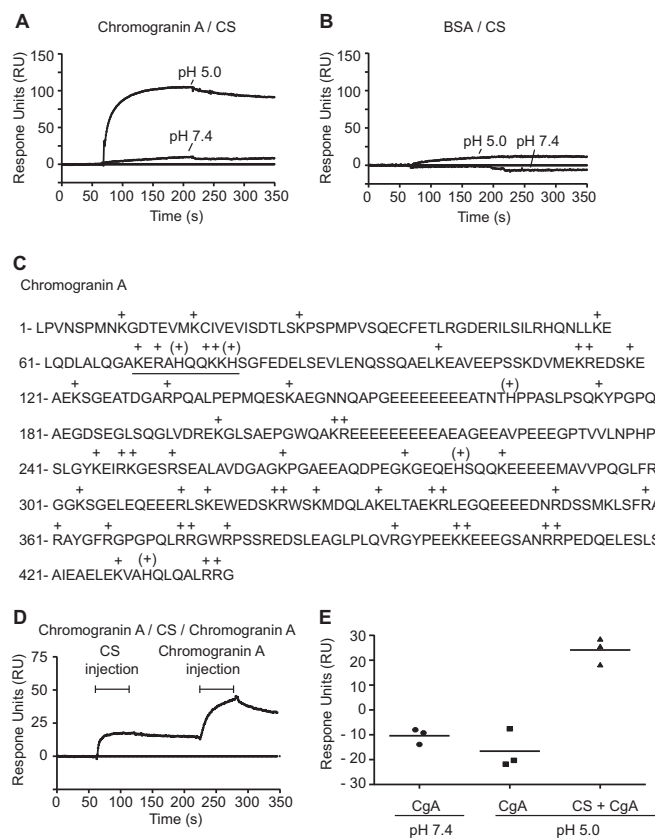 A
Chromogranin A / CS
Respone Units (RU)
150
100
50
0
pH 5.0
pH 7.4
0 50 100 150 200 250 300 350
Time (s)
B
BSA / CS
Respone Units (RU)
150
100
50
0
pH 5.0 pH 7.4
0 50 100 150 200 250 300 350
Time (s)
C
Chromogranin A
+ + + +
1- LPVNSPMNKGDTEVMKCIVEVISDTLSKPSPMPVSQECFETLRGDERILSILRHQNLLKE
+ + (+) ++(+) + ++ +
61- LQDLALQGAKERAHQQKKHSGFEDELSEVLENQSSQAELKEAVEEPSSKDVMEKREDSKE
+ + + (+) +
121- AEKSGEATDGARPQALPEPMQESKAEGNNQAPGEEEEEEEEATNTHPPASLPSQKYPGPQ
+ ++
181- AEGDSEGLSQGLVDREKGLSAEPGWQAKREEEEEEEEEAEAGEEAVPEEEGPTVVLNPHP
+ ++ + + + (+) +
241- SLGYKEIRKGESRSEALAVDGAGKPGAEEAQDPEGKGEQEHSQQKEEEEEMAVVPQGLFR
+ + + ++ + + ++ +
301- GGKSGELEQEEERLSKEWEDSKRWSKMDQLAKELTAEKRLEGQEEEEDNRDSSMKLSFRA
+ + ++ + + ++ ++
361- RAYGFRGPGPQLRRGWRPSSREDSLEAGLPLQVRGYPEEKKEEEGSANRRPEDQELESLS
+ (+) ++
421- AIEAELEKVAHQLQALRRG
D
Chromogranin A / CS / Chromogranin A
CS injection
Chromogranin A injection
Respone Units (RU)
75
50
25
0
0 50 100 150 200 250 300 350
Time (s)
E
Respone Units (RU)
30
20
10
0
- 10
- 20
- 30
CgA CgA CS + CgA
pH 7.4 pH 5.0